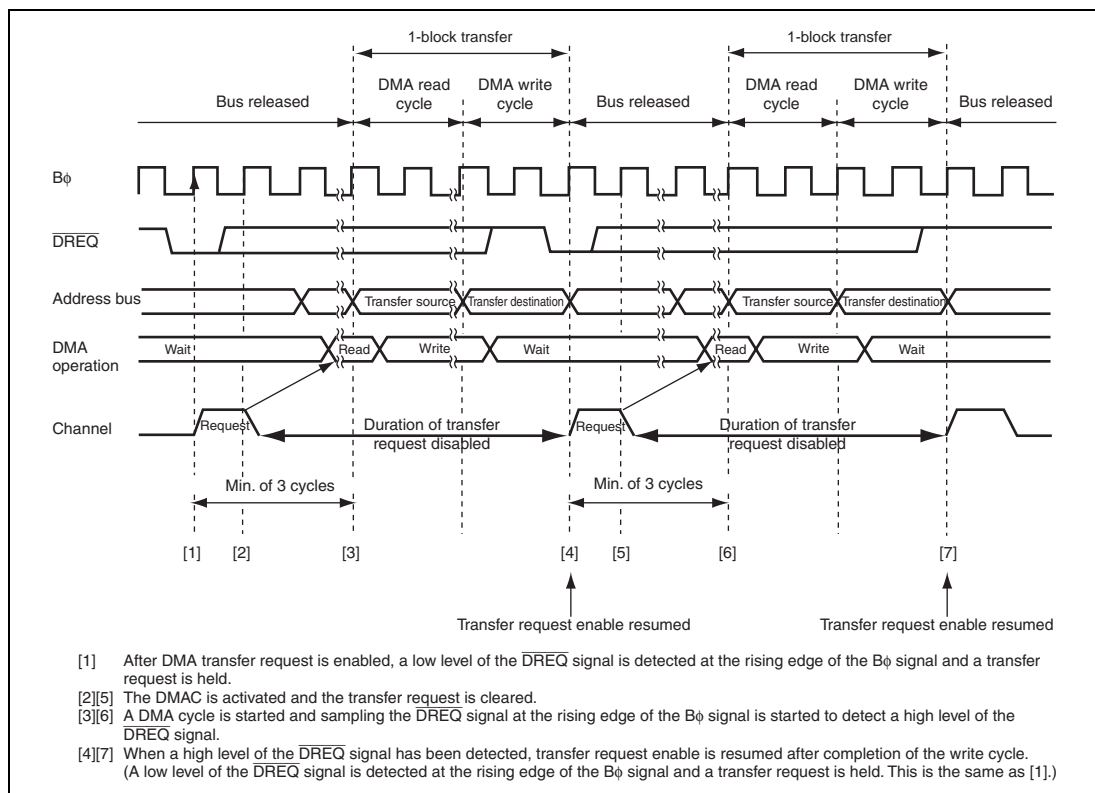 1-block transfer 1-block transfer
DMA read DMA write DMA read DMA write
Bus released cycle cycle Bus released cycle cycle Bus released
Bφ
DREQ
Address bus Transfer source Transfer destination Transfer source Transfer destination
DMA operation Wait Read Write Wait Read Write Wait
Channel Request Duration of transfer request disabled Request Duration of transfer request disabled
Min. of 3 cycles Min. of 3 cycles
[1] [2] [3] [4] [5] [6] [7]
Transfer request enable resumed Transfer request enable resumed
[1] After DMA transfer request is enabled, a low level of the DREQ signal is detected at the rising edge of the Bφ signal and a transfer
request is held.
[2][5] The DMAC is activated and the transfer request is cleared.
[3][6] A DMA cycle is started and sampling the DREQ signal at the rising edge of the Bφ signal is started to detect a high level of the
DREQ signal.
[4][7] When a high level of the DREQ signal has been detected, transfer request enable is resumed after completion of the write cycle.
(A low level of the DREQ signal is detected at the rising edge of the Bφ signal and a transfer request is held. This is the same as [1].)